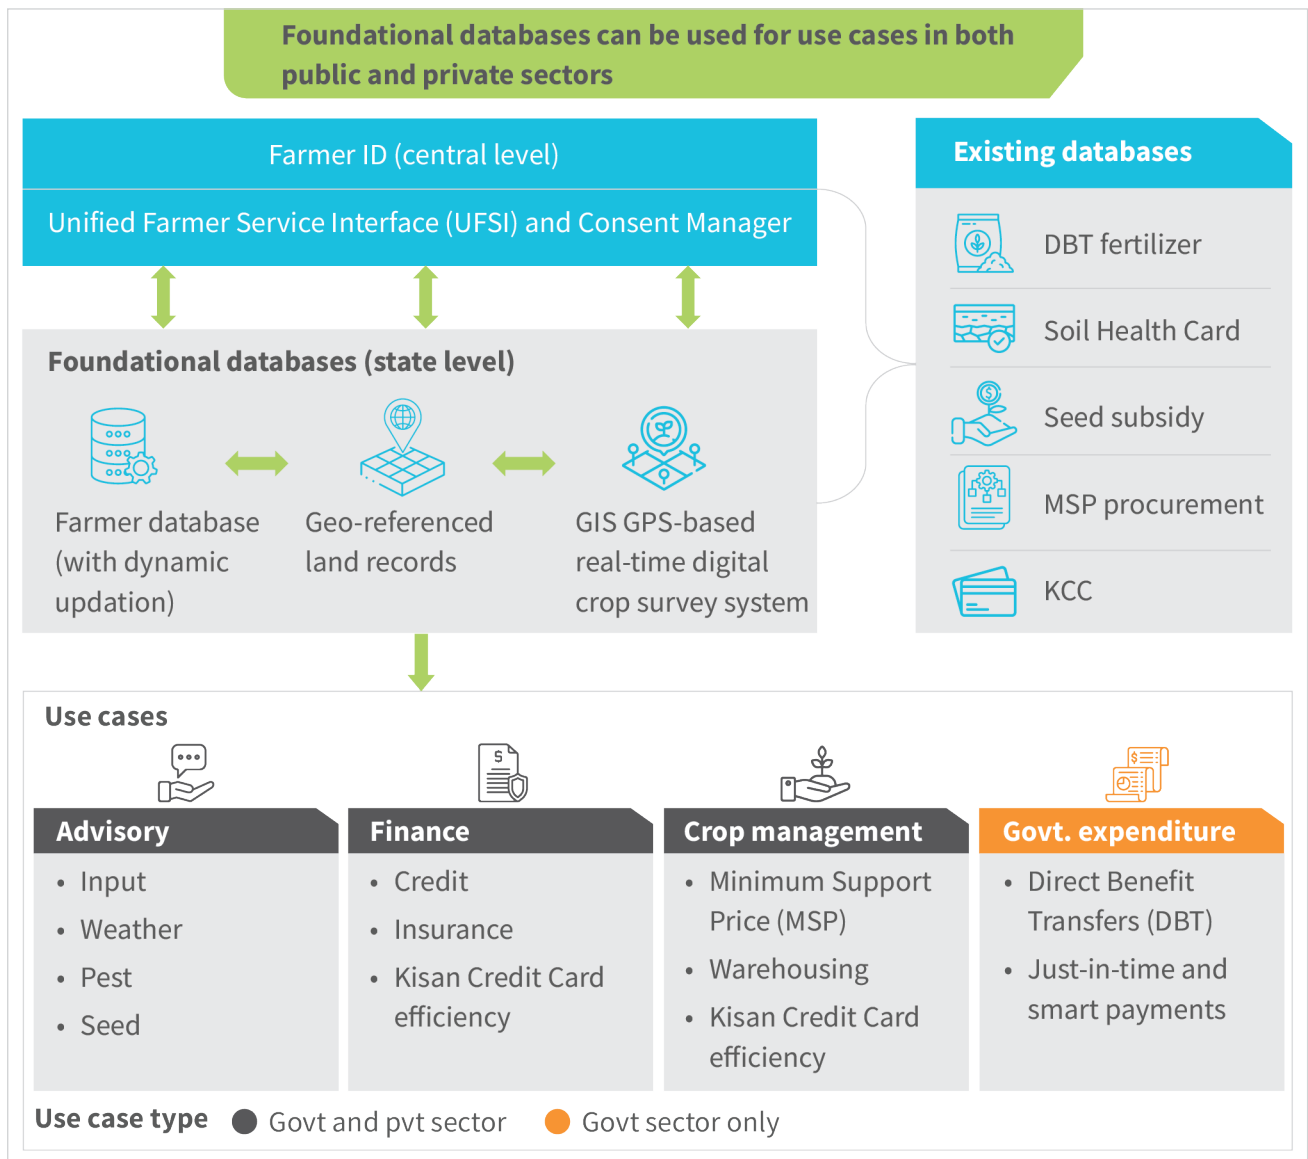 Foundational databases can be used for use cases in both
public and private sectors
Farmer ID (central level)
Unified Farmer Service Interface (UFSI) and Consent Manager
Foundational databases (state level)
Farmer database
(with dynamic
updation)
Geo-referenced
land records
GIS GPS-based
real-time digital
crop survey system
Existing databases
DBT fertilizer
Soil Health Card
Seed subsidy
MSP procurement
KCC
Use cases
Advisory
• Input
• Weather
• Pest
• Seed
Finance
• Credit
• Insurance
• Kisan Credit Card
efficiency
Crop management
• Minimum Support
Price (MSP)
• Warehousing
• Kisan Credit Card
efficiency
Govt. expenditure
• Direct Benefit
Transfers (DBT)
• Just-in-time and
smart payments
Use case type
Govt and pvt sector
Govt sector only